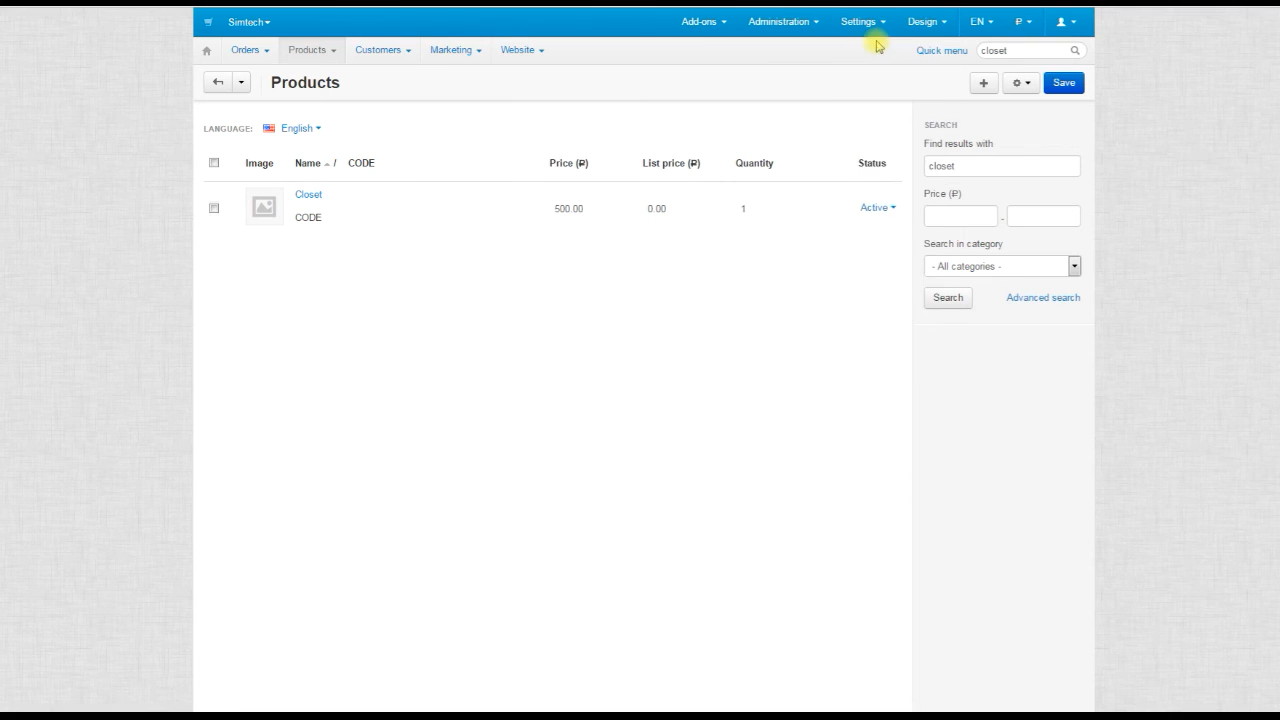 Simtech Add-ons Administration Settings Design EN ₽
Orders Products Customers Marketing Website Quick menu closet
Products Save
LANGUAGE: English
Image Name / CODE Price (₽) List price (₽) Quantity Status
Closet
CODE
500.00 0.00 1 Active
SEARCH
Find results with
closet
Price (₽)
-
Search in category
- All categories -
Search Advanced search